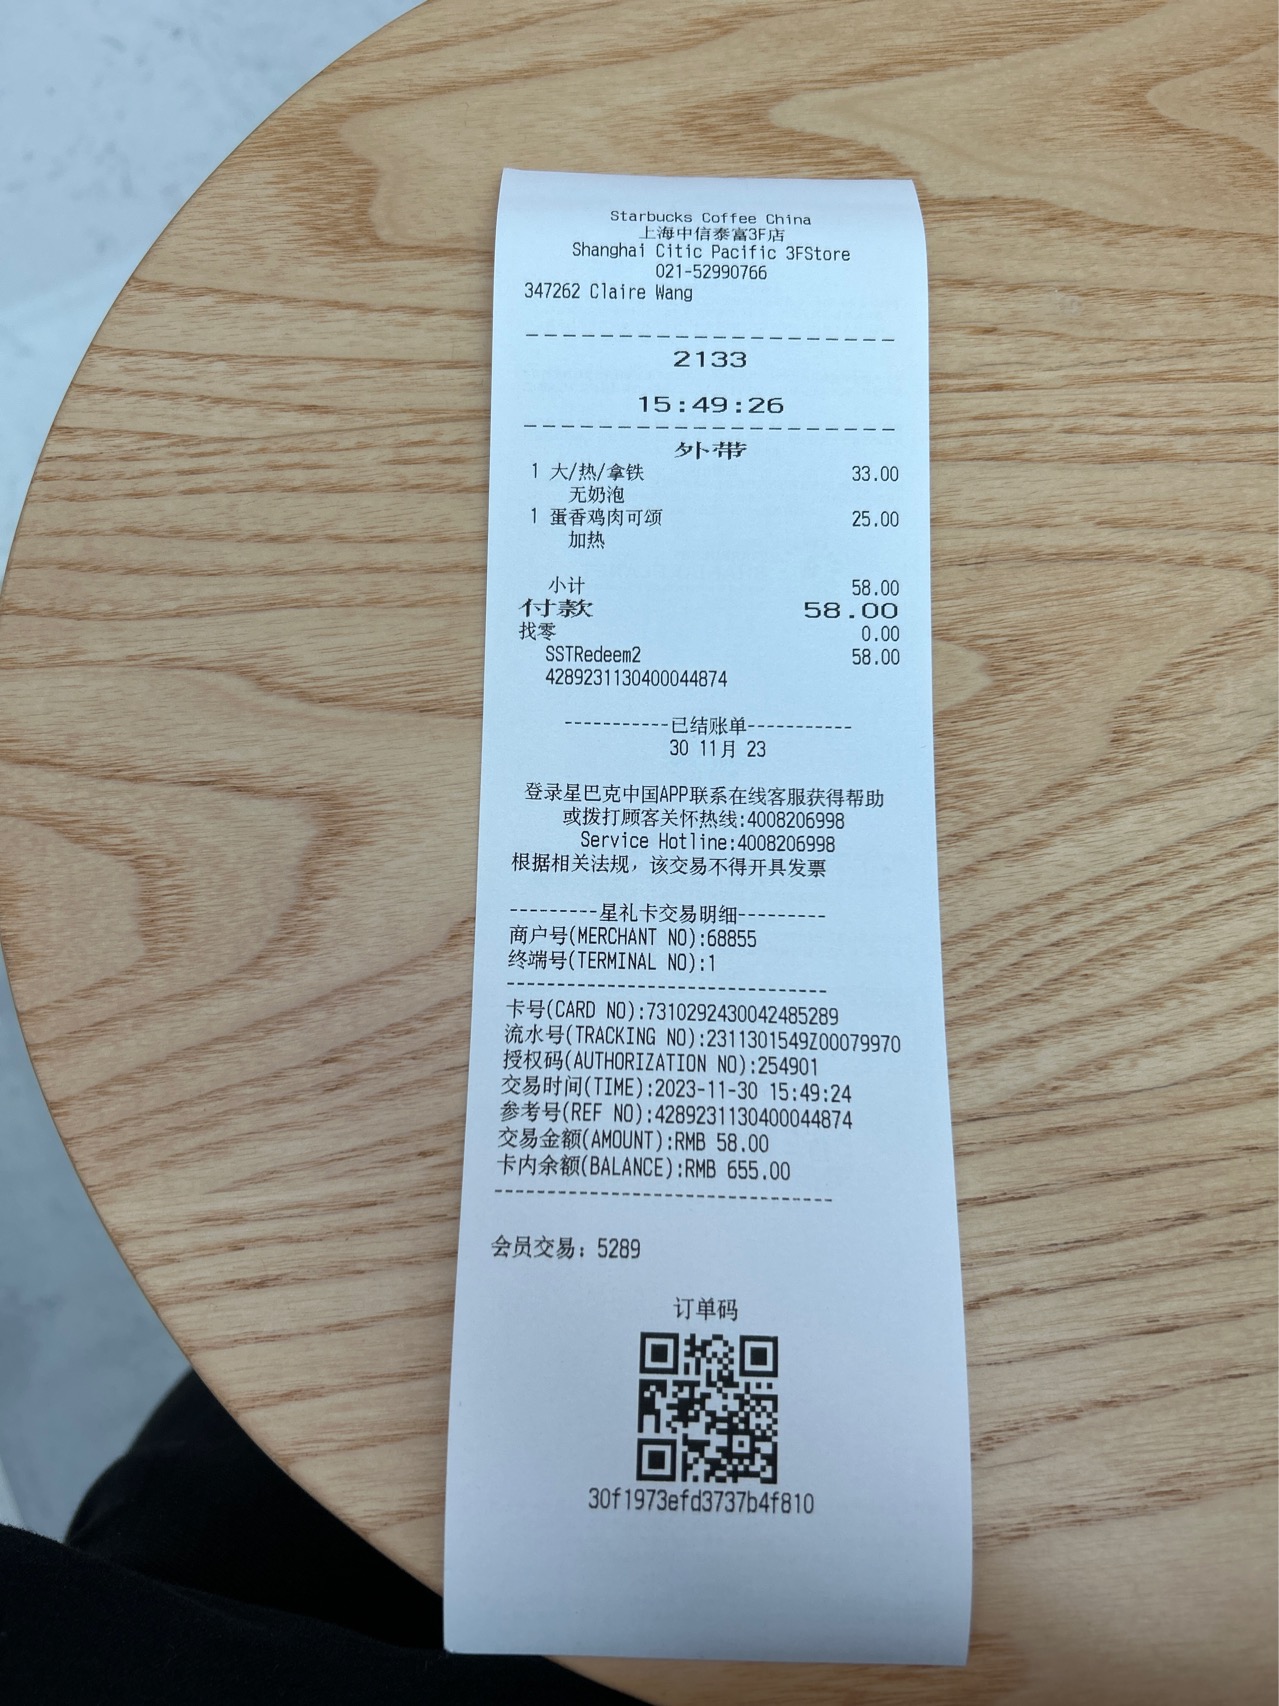 Starbucks Coffee China
上海中信泰富3F店
Shanghai Citic Pacific 3FStore
021-52990766
347262 Claire Wang
2133
15:49:26
外带
1 大/热/拿铁 33.00
无奶泡
1 蛋香鸡肉可颂 25.00
加热
小计 58.00
付款 58.00
找零 0.00
SSTRedeem2 58.00
4289231130400044874
-----------已结账单-----------
30 11月 23
登录星巴克中国APP联系在线客服获得帮助
或拨打顾客关怀热线:4008206998
Service Hotline:4008206998
根据相关法规，该交易不得开具发票
---------星礼卡交易明细---------
商户号(MERCHANT NO):68855
终端号(TERMINAL NO):1
卡号(CARD NO):7310292430042485289
流水号(TRACKING NO):2311301549Z00079970
授权码(AUTHORIZATION NO):254901
交易时间(TIME):2023-11-30 15:49:24
参考号(REF NO):4289231130400044874
交易金额(AMOUNT):RMB 58.00
卡内余额(BALANCE):RMB 655.00
会员交易: 5289
订单码
30f1973efd3737b4f810